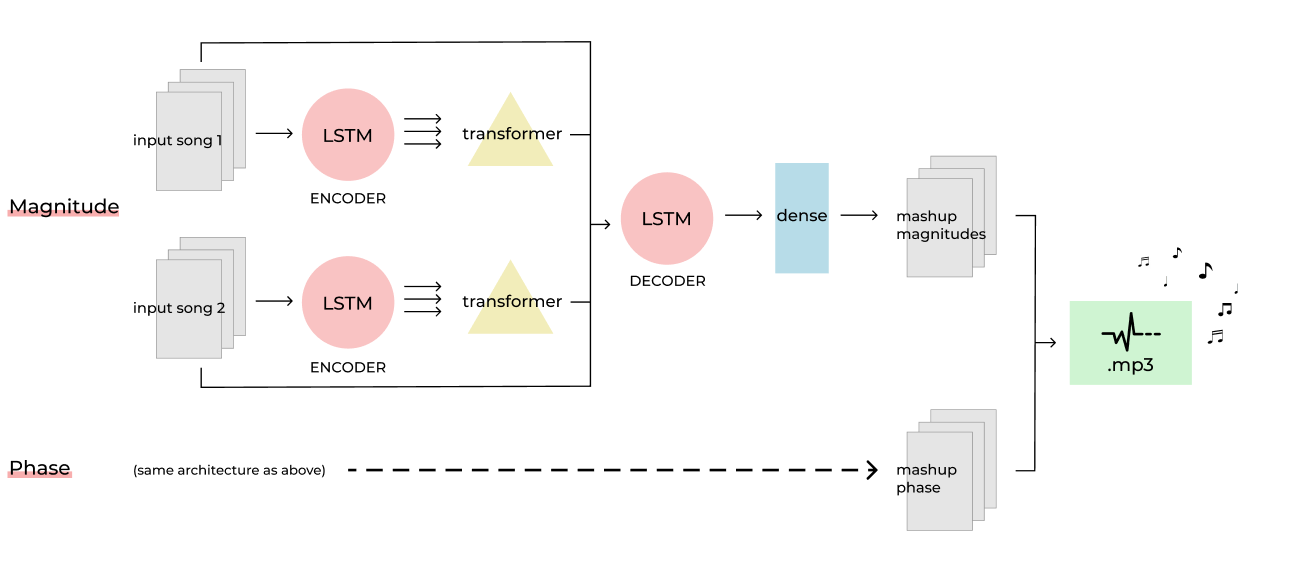 input song 1
LSTM
transformer
ENCODER
Magnitude
LSTM
DECODER
dense
mashup
magnitudes
input song 2
LSTM
transformer
ENCODER
.mp3
Phase
(same architecture as above)
mashup
phase